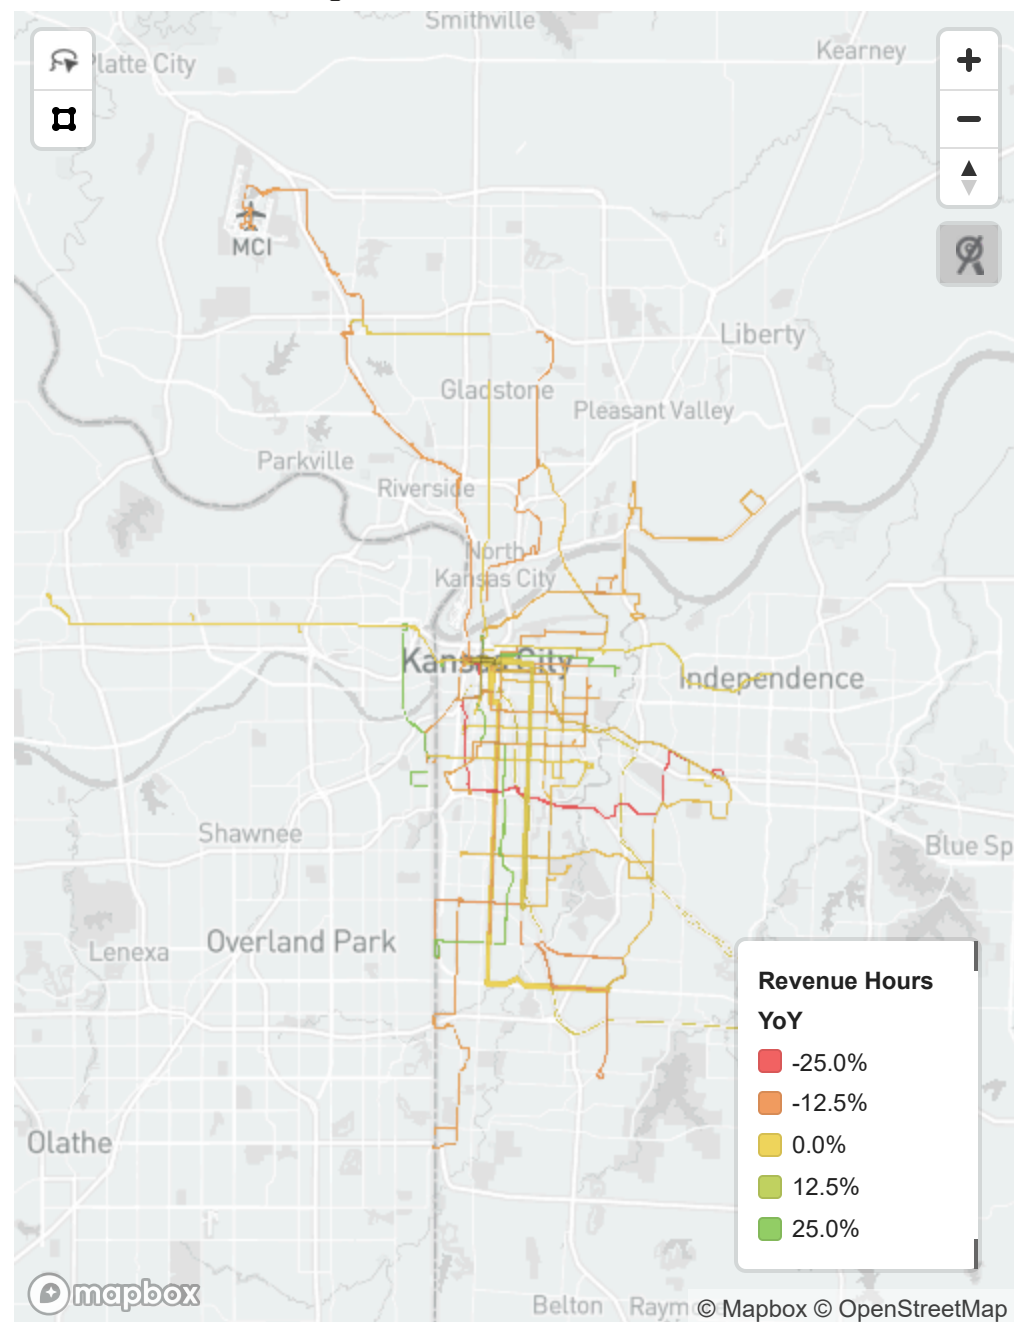 Smithville
Platte City
Kearney
MCI
Liberty
Gladstone
Pleasant Valley
Parkville
Riverside
North
Kansas City
Kansas City
Independence
Shawnee
Blue Sp
Overland Park
Lenexa
Revenue Hours
YoY
-25.0%
-12.5%
0.0%
12.5%
25.0%
Olathe
mapbox
Belton
© Mapbox © OpenStreetMap